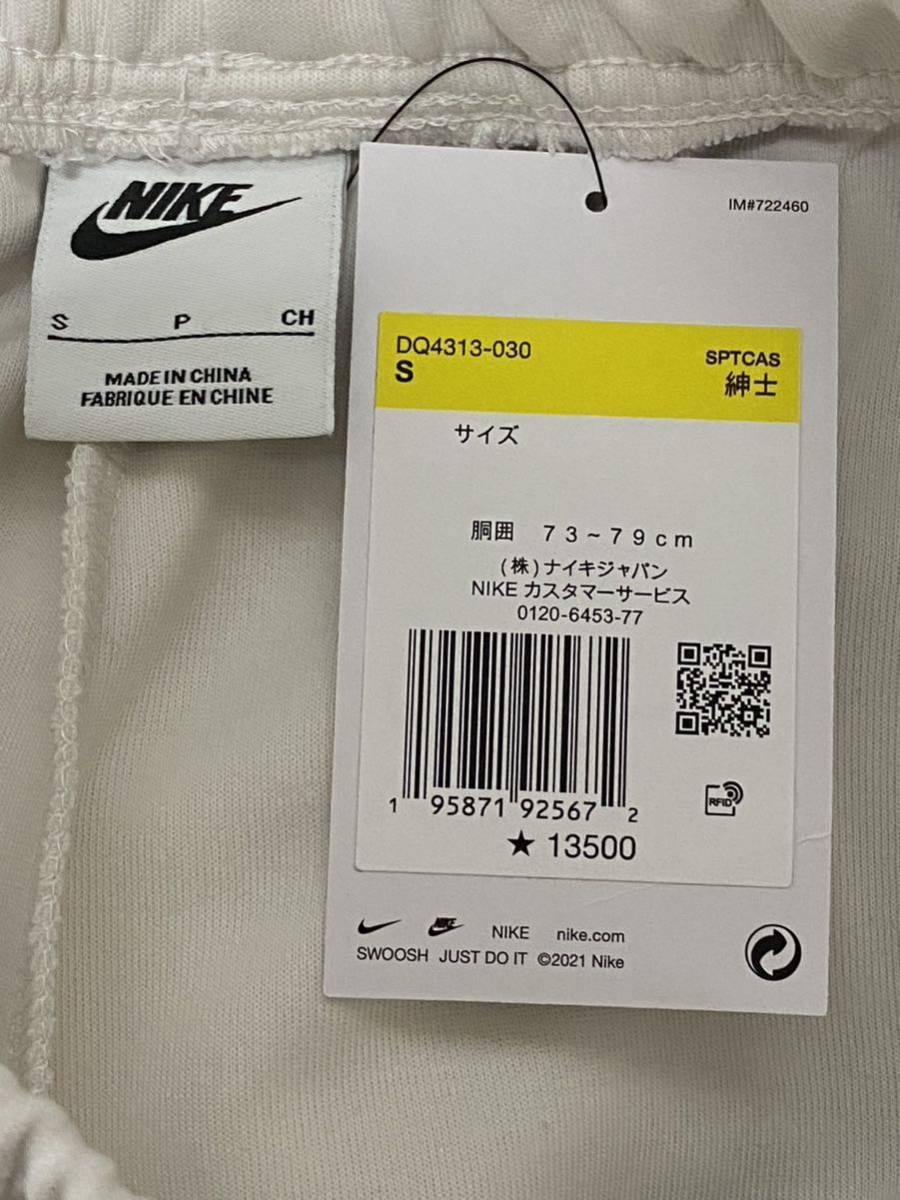 NIKE
S P CH
MADE IN CHINA
FABRIQUE EN CHINE
IM#722460
DQ4313-030
S
SPTCAS
紳士
サイズ
胴囲 73~79cm
(株)ナイキジャパン
NIKE カスタマーサービス
0120-6453-77
1 95871 92567 2
RFID
★ 13500
NIKE NIKE nike.com
SWOOSH JUST DO IT ©2021 Nike